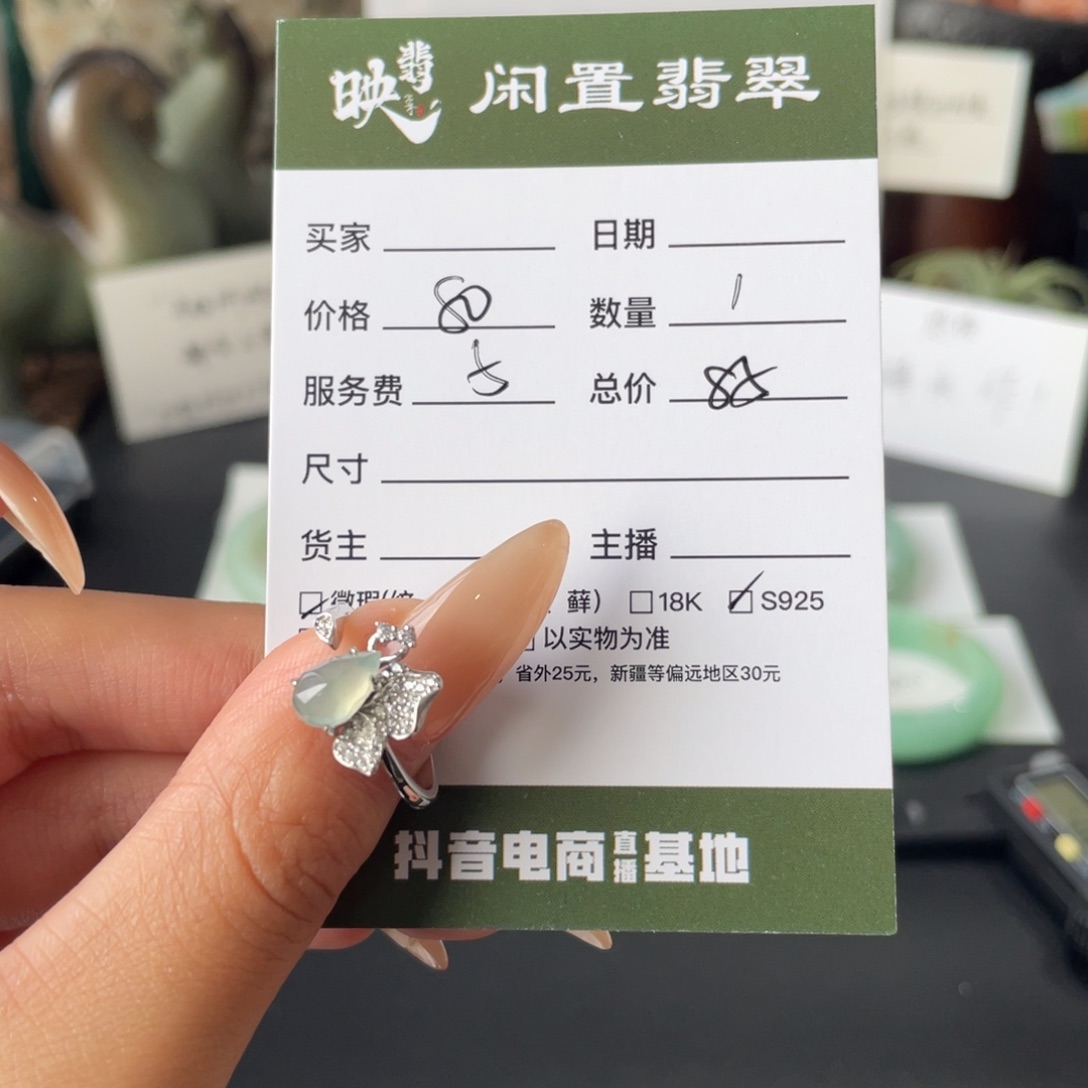 映翡 闲置翡翠
买家 日期
价格 80 数量 1
服务费 5 总价 85
尺寸
货主 主播
微瑕(纹 藓) 18K S925
以实物为准
省外25元，新疆等偏远地区30元
抖音电商直播基地